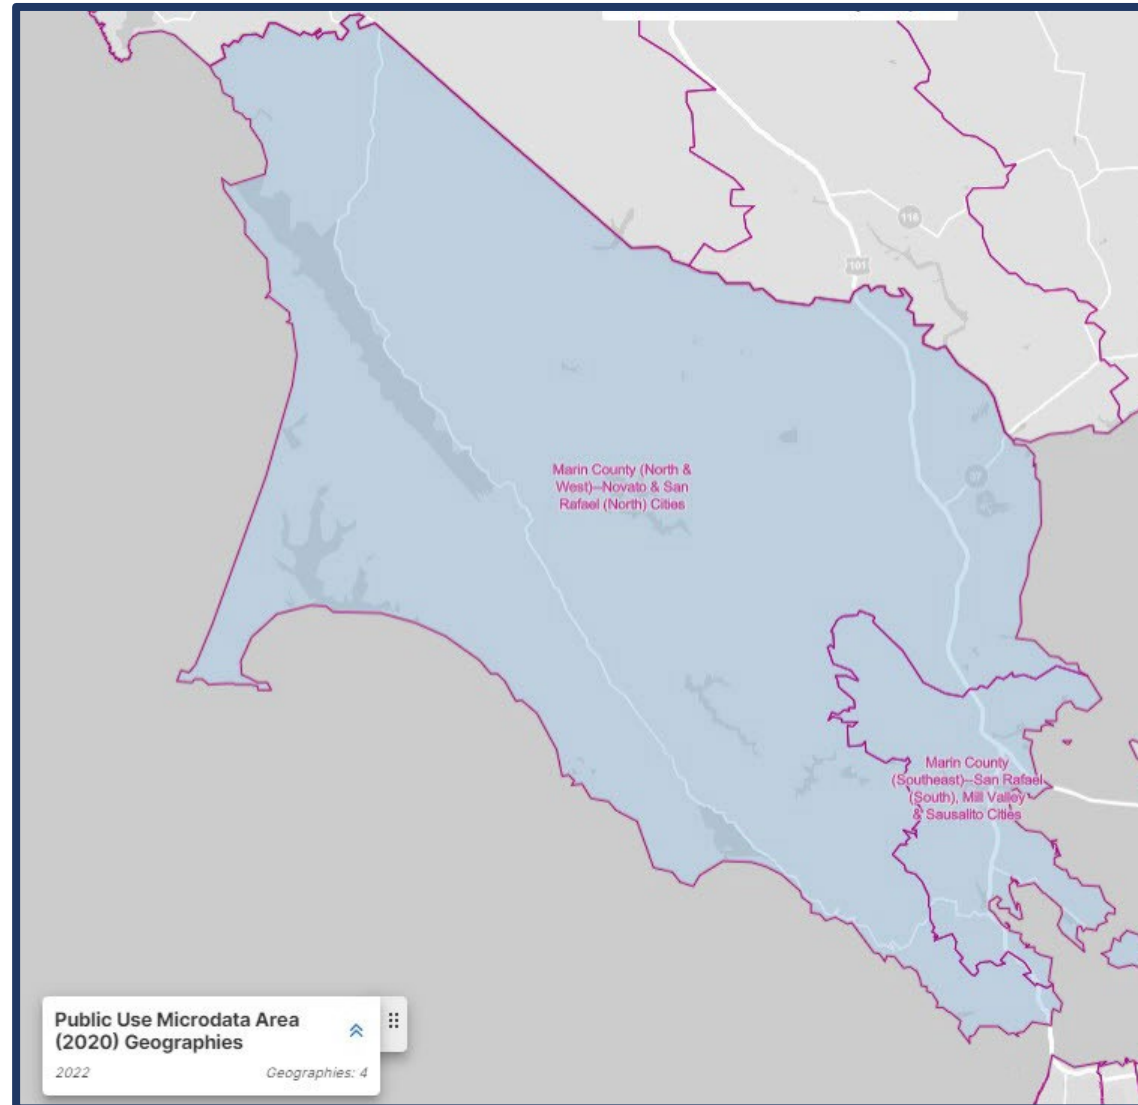 116
101
Marin County (North &
West)--Novato & San
Rafael (North) Cities
37
Marin County
(Southeast)--San Rafael
(South), Mill Valley
& Sausalito Cities
Public Use Microdata Area
(2020) Geographies
2022 Geographies: 4